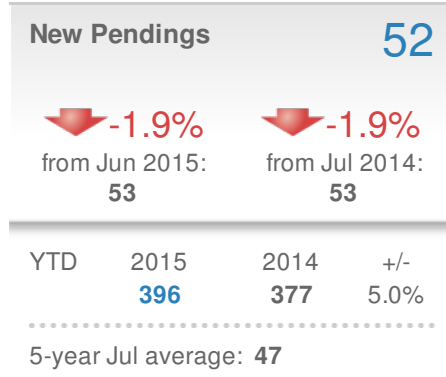 New Pendings 52
-1.9% -1.9%
from Jun 2015: from Jul 2014:
53 53
YTD 2015 2014 +/-
396 377 5.0%
5-year Jul average: 47